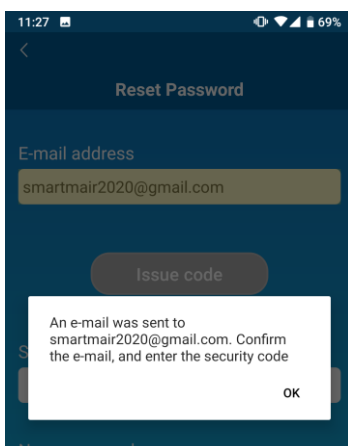 11:27 69%
Reset Password
E-mail address
smartmair2020@gmail.com
Issue code
An e-mail was sent to
smartmair2020@gmail.com. Confirm
the e-mail, and enter the security code
OK